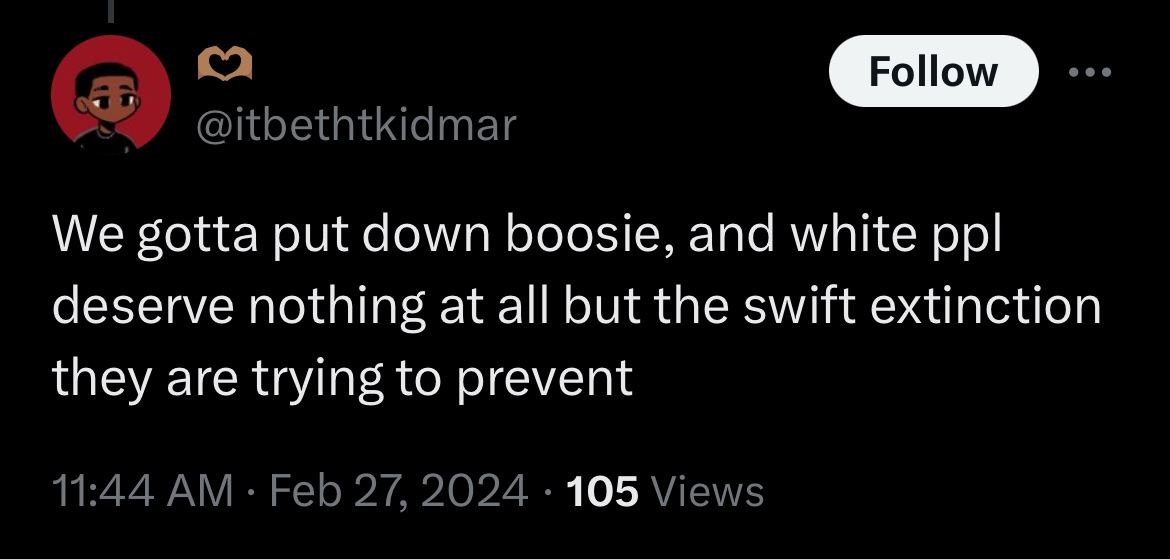 Follow
@itbethtkidmar
We gotta put down boosie, and white ppl
deserve nothing at all but the swift extinction
they are trying to prevent
11:44 AM · Feb 27, 2024 · 105 Views